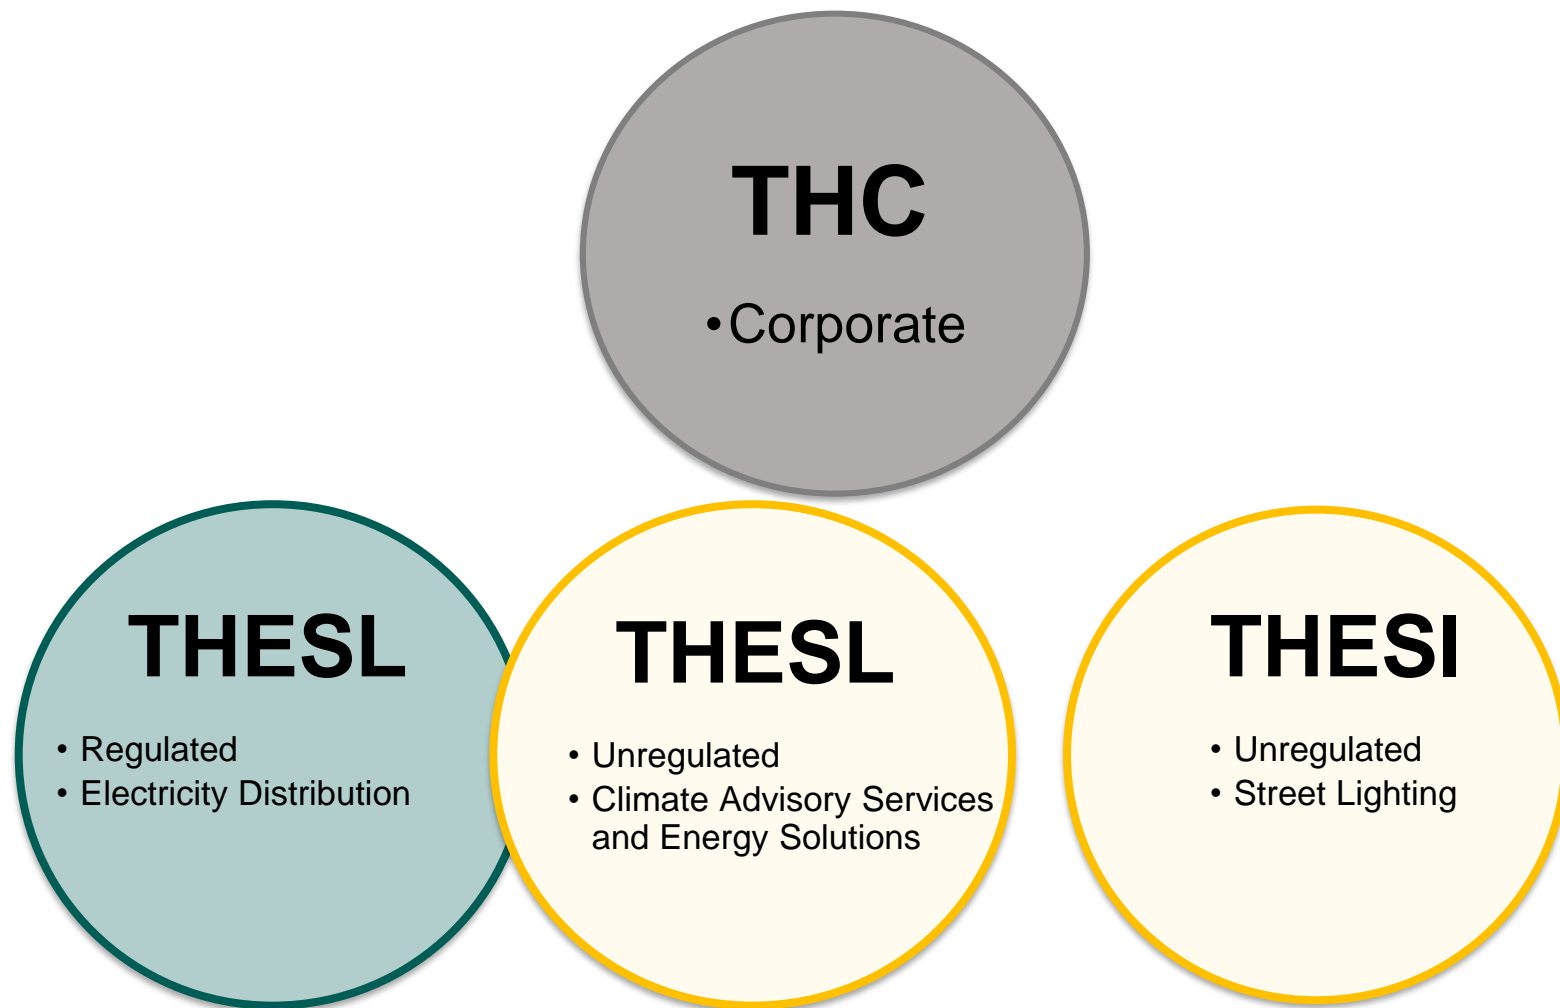 THC
•Corporate
THESL
• Regulated
• Electricity Distribution
THESL
• Unregulated
• Climate Advisory Services
and Energy Solutions
THESI
• Unregulated
• Street Lighting